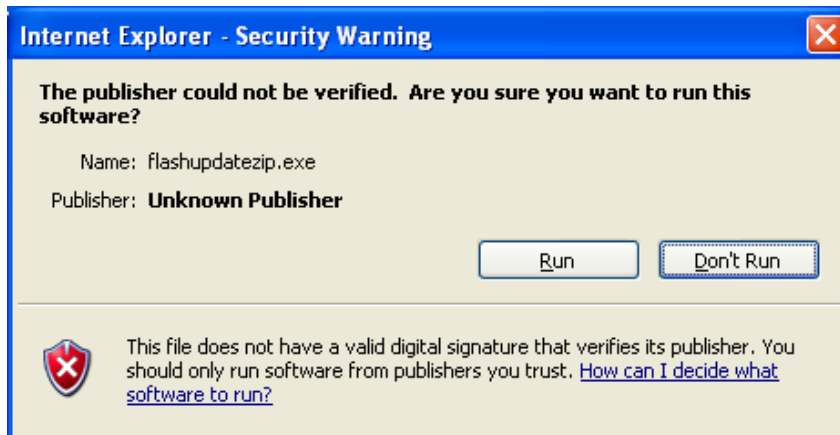 Internet Explorer - Security Warning
The publisher could not be verified. Are you sure you want to run this
software?
Name: flashupdatezip.exe
Publisher: Unknown Publisher
Run Don't Run
This file does not have a valid digital signature that verifies its publisher. You
should only run software from publishers you trust. How can I decide what
software to run?